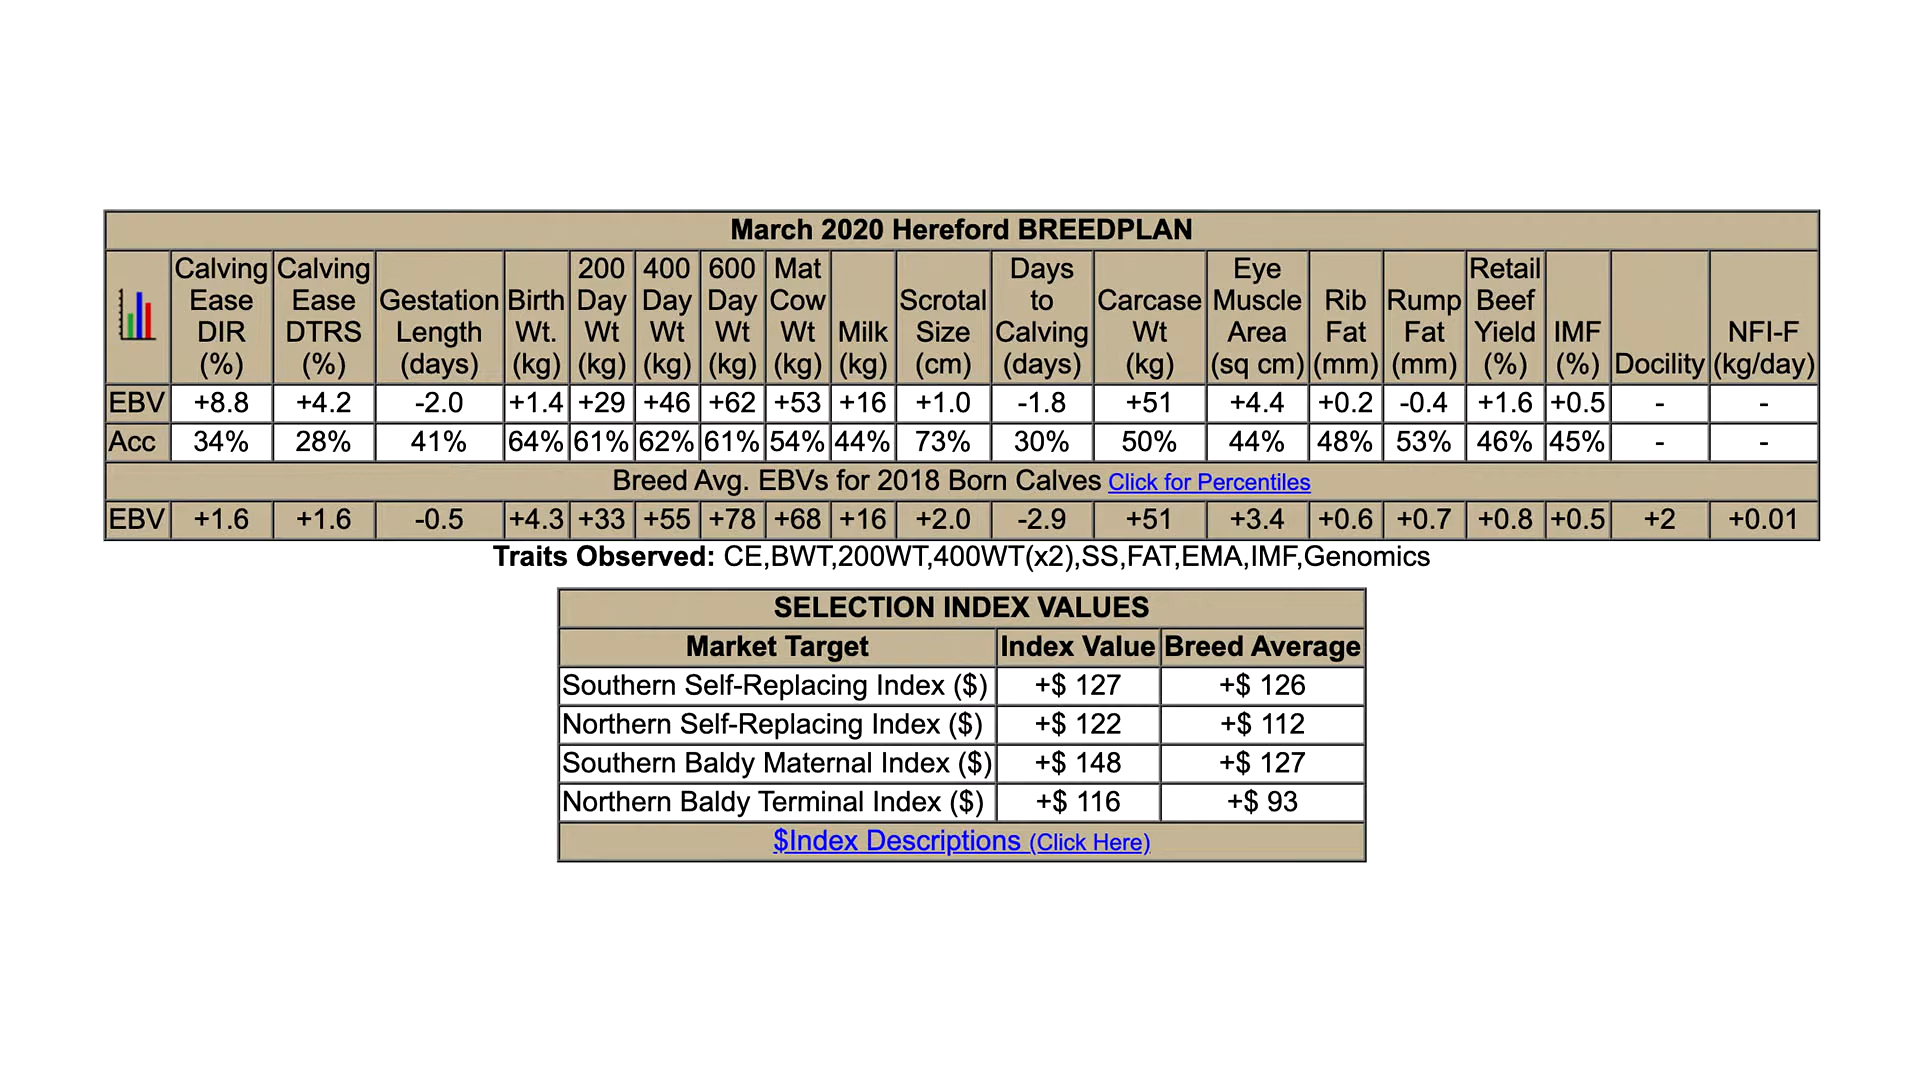 March 2020 Hereford BREEDPLAN
Calving Ease DIR (%) Calving Ease DTRS (%) Gestation Length (days) Birth Wt. (kg) 200 Day Wt (kg) 400 Day Wt (kg) 600 Day Wt (kg) Mat Cow Wt (kg) Milk (kg) Scrotal Size (cm) Days to Calving (days) Carcase Wt (kg) Eye Muscle Area (sq cm) Rib Fat (mm) Rump Fat (mm) Retail Beef Yield (%) IMF (%) Docility NFI-F (kg/day)
EBV +8.8 +4.2 -2.0 +1.4 +29 +46 +62 +53 +16 +1.0 -1.8 +51 +4.4 +0.2 -0.4 +1.6 +0.5 - -
Acc 34% 28% 41% 64% 61% 62% 61% 54% 44% 73% 30% 50% 44% 48% 53% 46% 45% - -
Breed Avg. EBVs for 2018 Born Calves Click for Percentiles
EBV +1.6 +1.6 -0.5 +4.3 +33 +55 +78 +68 +16 +2.0 -2.9 +51 +3.4 +0.6 +0.7 +0.8 +0.5 +2 +0.01
Traits Observed: CE,BWT,200WT,400WT(x2),SS,FAT,EMA,IMF,Genomics
SELECTION INDEX VALUES
Market Target Index Value Breed Average
Southern Self-Replacing Index ($) +$ 127 +$ 126
Northern Self-Replacing Index ($) +$ 122 +$ 112
Southern Baldy Maternal Index ($) +$ 148 +$ 127
Northern Baldy Terminal Index ($) +$ 116 +$ 93
$Index Descriptions (Click Here)